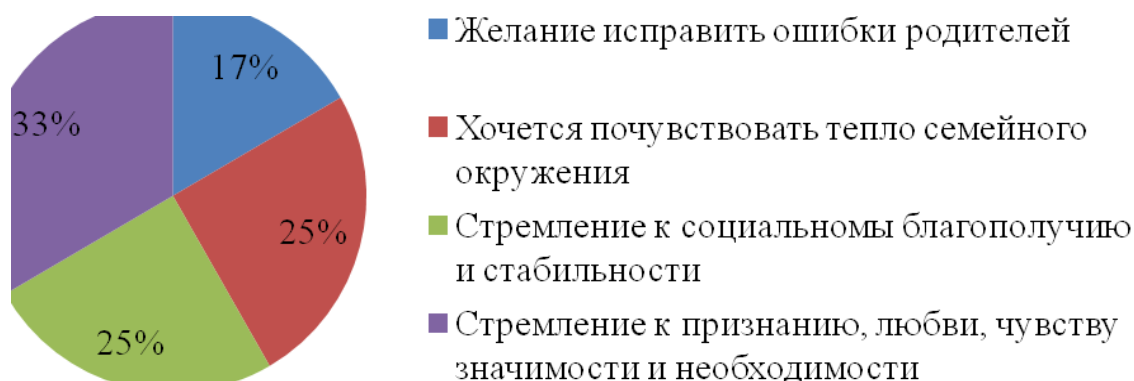 17%
33%
25%
25%
Желание исправить ошибки родителей
Хочется почувствовать тепло семейного
окружения
Стремление к социальномы благополучию
и стабильности
Стремление к признанию, любви, чувству
значимости и необходимости